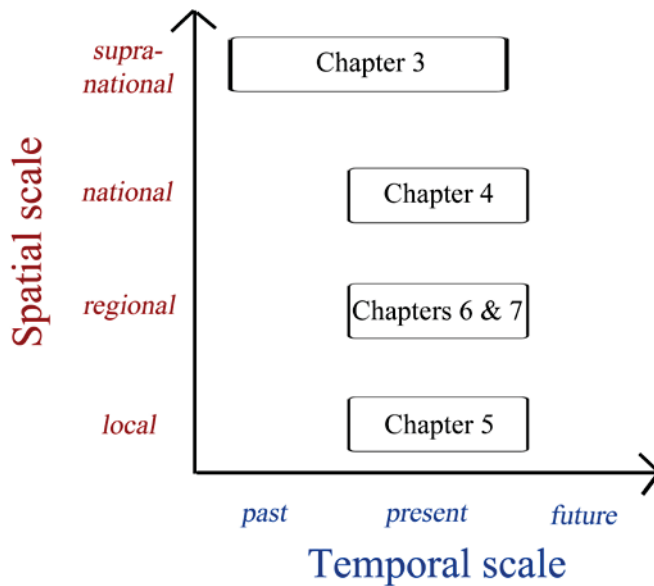 supra-
national
Chapter 3
national
Chapter 4
Spatial scale
regional
Chapters 6 & 7
local
Chapter 5
past present future
Temporal scale